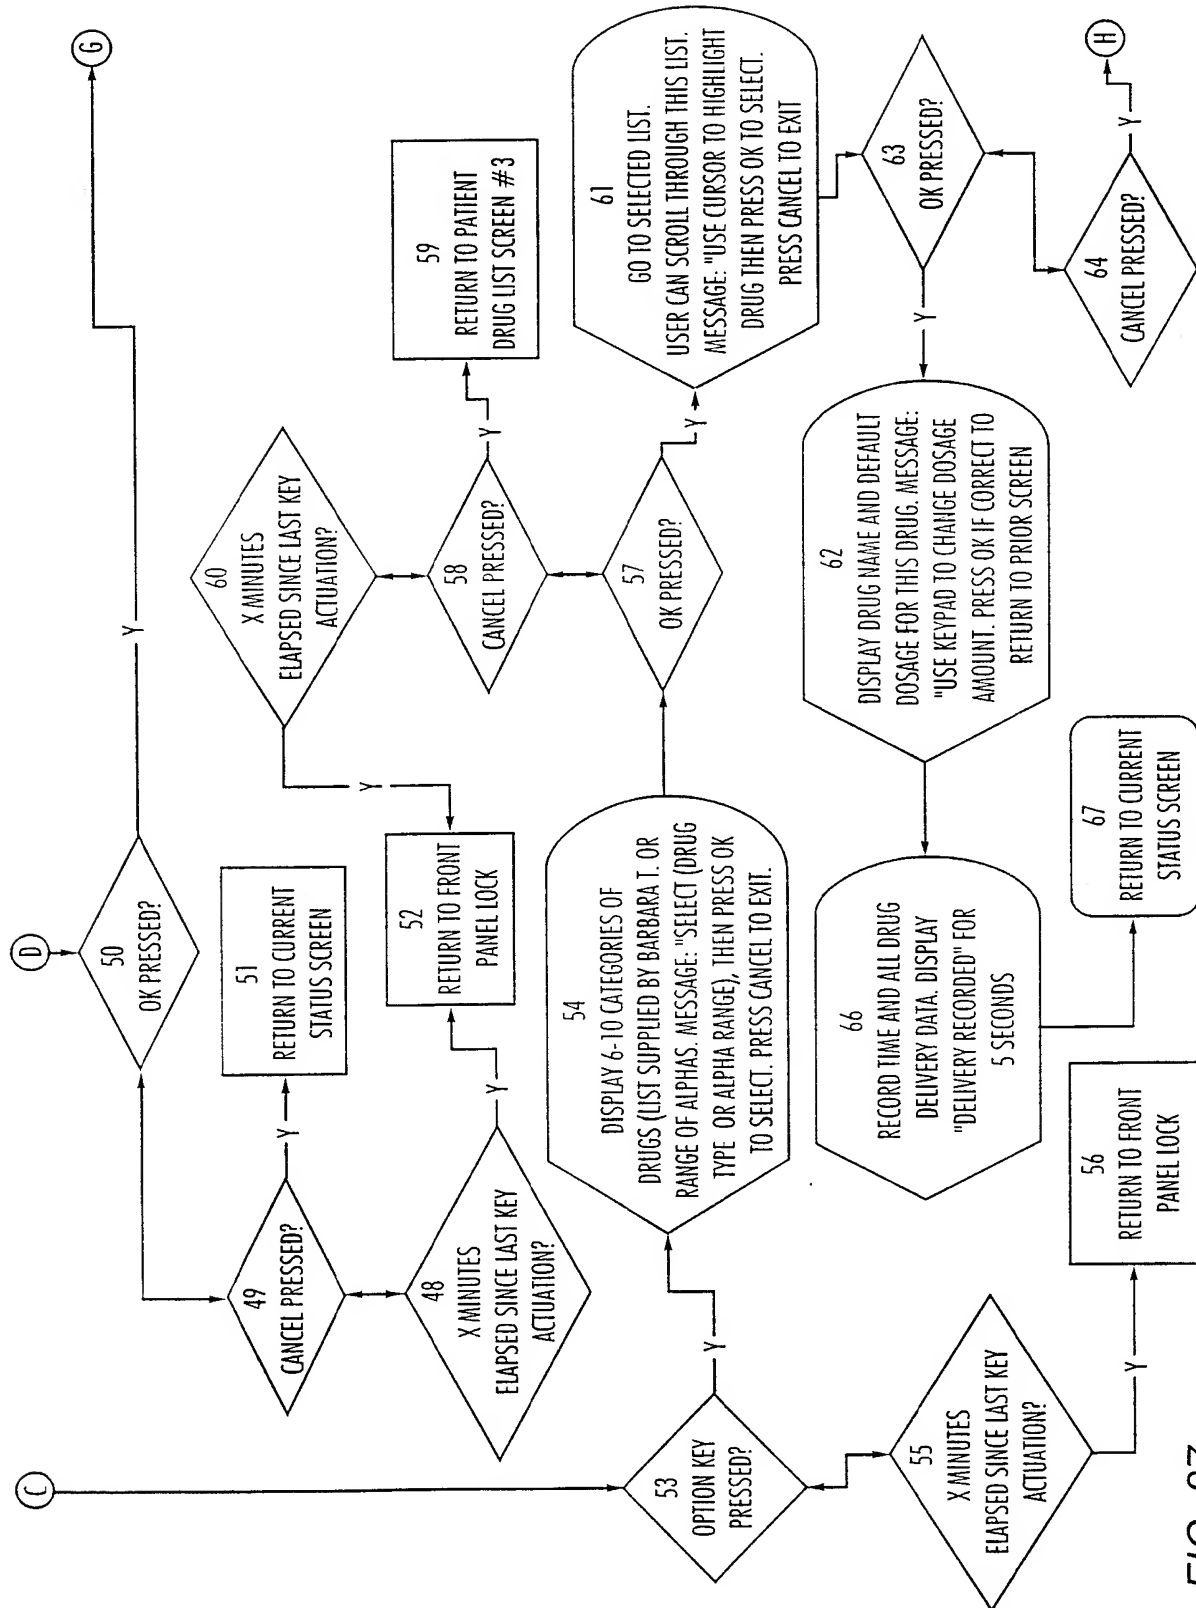 C
D
G
50
OK PRESSED?
Y
49
CANCEL PRESSED?
Y
51
RETURN TO CURRENT
STATUS SCREEN
48
X MINUTES
ELAPSED SINCE LAST KEY
ACTUATION?
Y
52
RETURN TO FRONT
PANEL LOCK
Y
60
X MINUTES
ELAPSED SINCE LAST KEY
ACTUATION?
58
CANCEL PRESSED?
Y
59
RETURN TO PATIENT
DRUG LIST SCREEN #3
53
OPTION KEY
PRESSED?
Y
54
DISPLAY 6-10 CATEGORIES OF
DRUGS (LIST SUPPLIED BY BARBARA T. OR
RANGE OF ALPHAS. MESSAGE: "SELECT (DRUG
TYPE OR ALPHA RANGE), THEN PRESS OK
TO SELECT. PRESS CANCEL TO EXIT.
57
OK PRESSED?
Y
61
GO TO SELECTED LIST.
USER CAN SCROLL THROUGH THIS LIST.
MESSAGE: "USE CURSOR TO HIGHLIGHT
DRUG THEN PRESS OK TO SELECT.
PRESS CANCEL TO EXIT
55
X MINUTES
ELAPSED SINCE LAST KEY
ACTUATION?
Y
56
RETURN TO FRONT
PANEL LOCK
66
RECORD TIME AND ALL DRUG
DELIVERY DATA. DISPLAY
"DELIVERY RECORDED" FOR
5 SECONDS
62
DISPLAY DRUG NAME AND DEFAULT
DOSAGE FOR THIS DRUG. MESSAGE:
"USE KEYPAD TO CHANGE DOSAGE
AMOUNT. PRESS OK IF CORRECT TO
RETURN TO PRIOR SCREEN
Y
63
OK PRESSED?
67
RETURN TO CURRENT
STATUS SCREEN
64
CANCEL PRESSED?
Y
H
FIG.